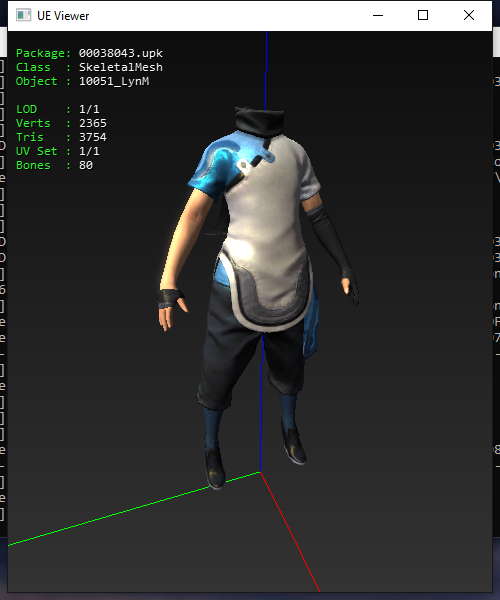 UE Viewer
Package: 00038043.upk
Class  : SkeletalMesh
Object : 10051_LynM
LOD    : 1/1
Verts  : 2365
Tris   : 3754
UV Set : 1/1
Bones  : 80